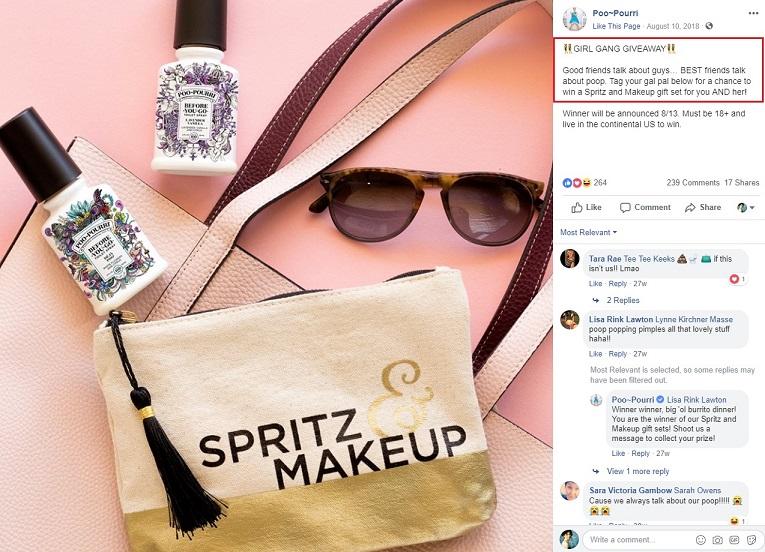 POO~POURRI
BEFORE
·YOU·GO·
TOILET SPRAY
LAVENDER
VANILLA
POO-POURRI
BEFORE
·YOU·GO·
SPRITZ &
MAKEUP
Poo~Pourri
Like This Page · August 10, 2018 ·
👯GIRL GANG GIVEAWAY👯
Good friends talk about guys... BEST friends talk
about poop. Tag your gal pal below for a chance to
win a Spritz and Makeup gift set for you AND her!
Winner will be announced 8/13. Must be 18+ and
live in the continental US to win.
264
239 Comments 17 Shares
Like Comment Share
Most Relevant
Tara Rae Tee Tee Keeks 💩🚽👛 if this
isn't us!! Lmao
1
Like · Reply · 27w
2 Replies
Lisa Rink Lawton Lynne Kirchner Masse
poop popping pimples all that lovely stuff
haha!!
Like · Reply · 27w
Most Relevant is selected, so some replies may
have been filtered out.
Poo~Pourri Lisa Rink Lawton
Winner winner, big 'ol burrito dinner!
You are the winner of our Spritz and
Makeup gift sets! Shoot us a
message to collect your prize!
Like · Reply · 27w
View 1 more reply
Sara Victoria Gambow Sarah Owens
Cause we always talk about our poop!!!!! 😭
😭😭
1
Write a comment...
GIF